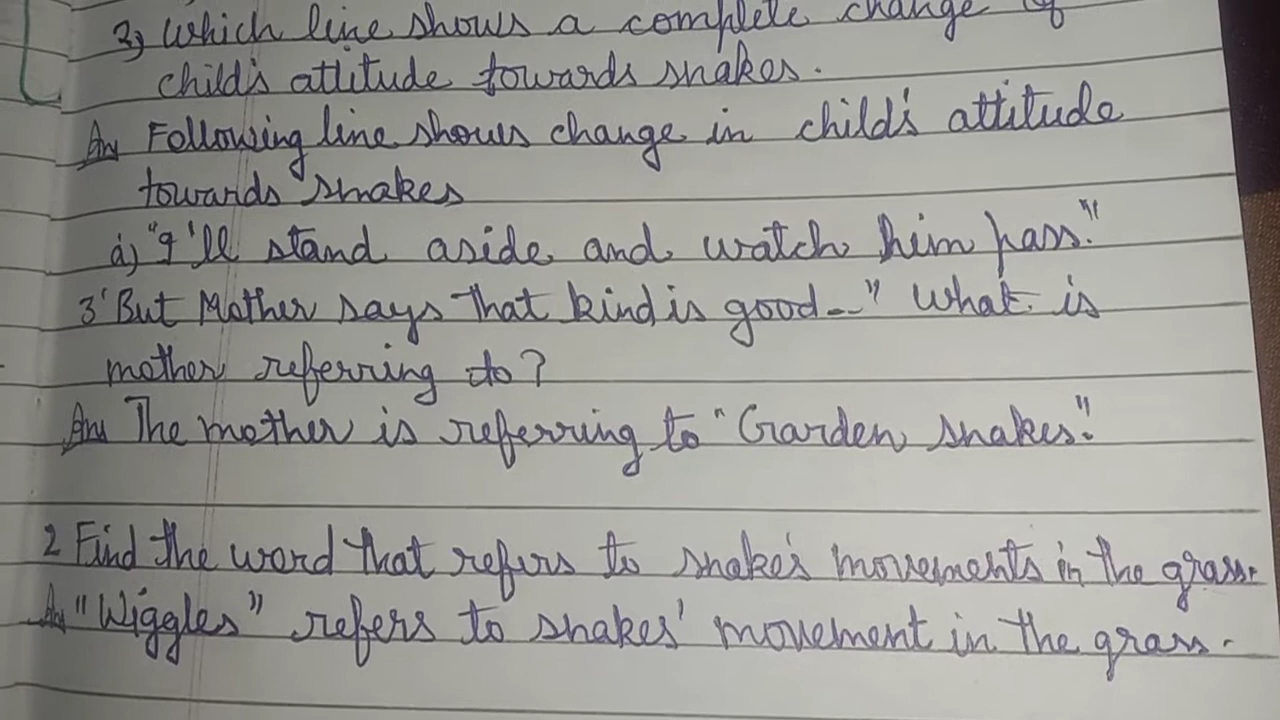 3) Which line shows a complete change of
child's attitude towards snakes.
Ans Following line shows change in child's attitude
towards snakes
a) "I'll stand aside and watch him pass."
3 'But Mother says that kind is good--" What is
mother referring to?
Ans The mother is referring to "Garden snakes."
2 Find the word that refers to snake's movements in the grass.
Ans "Wiggles" refers to snakes' movement in the grass.